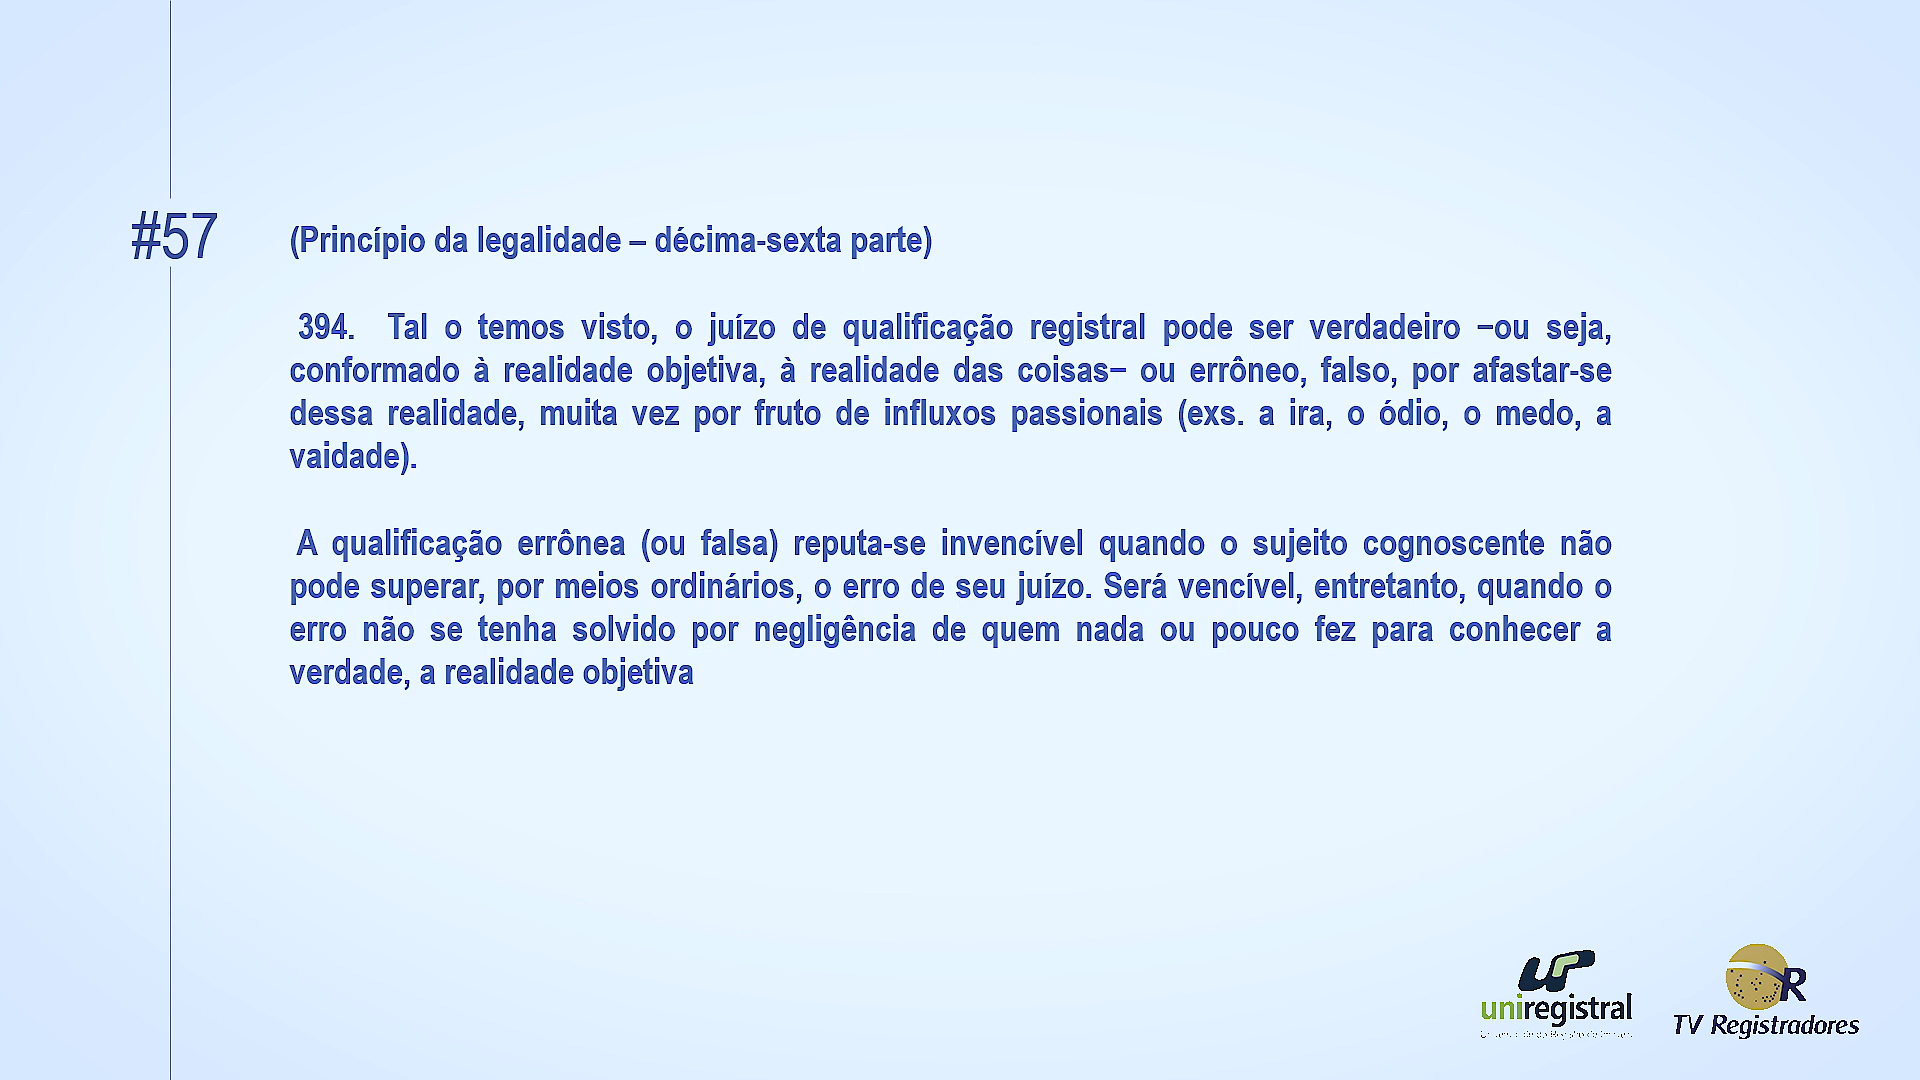 #57
(Princípio da legalidade – décima-sexta parte)
394. Tal o temos visto, o juízo de qualificação registral pode ser verdadeiro −ou seja,
conformado à realidade objetiva, à realidade das coisas− ou errôneo, falso, por afastar-se
dessa realidade, muita vez por fruto de influxos passionais (exs. a ira, o ódio, o medo, a
vaidade).
A qualificação errônea (ou falsa) reputa-se invencível quando o sujeito cognoscente não
pode superar, por meios ordinários, o erro de seu juízo. Será vencível, entretanto, quando o
erro não se tenha solvido por negligência de quem nada ou pouco fez para conhecer a
verdade, a realidade objetiva
uniregistral
R
TV Registradores